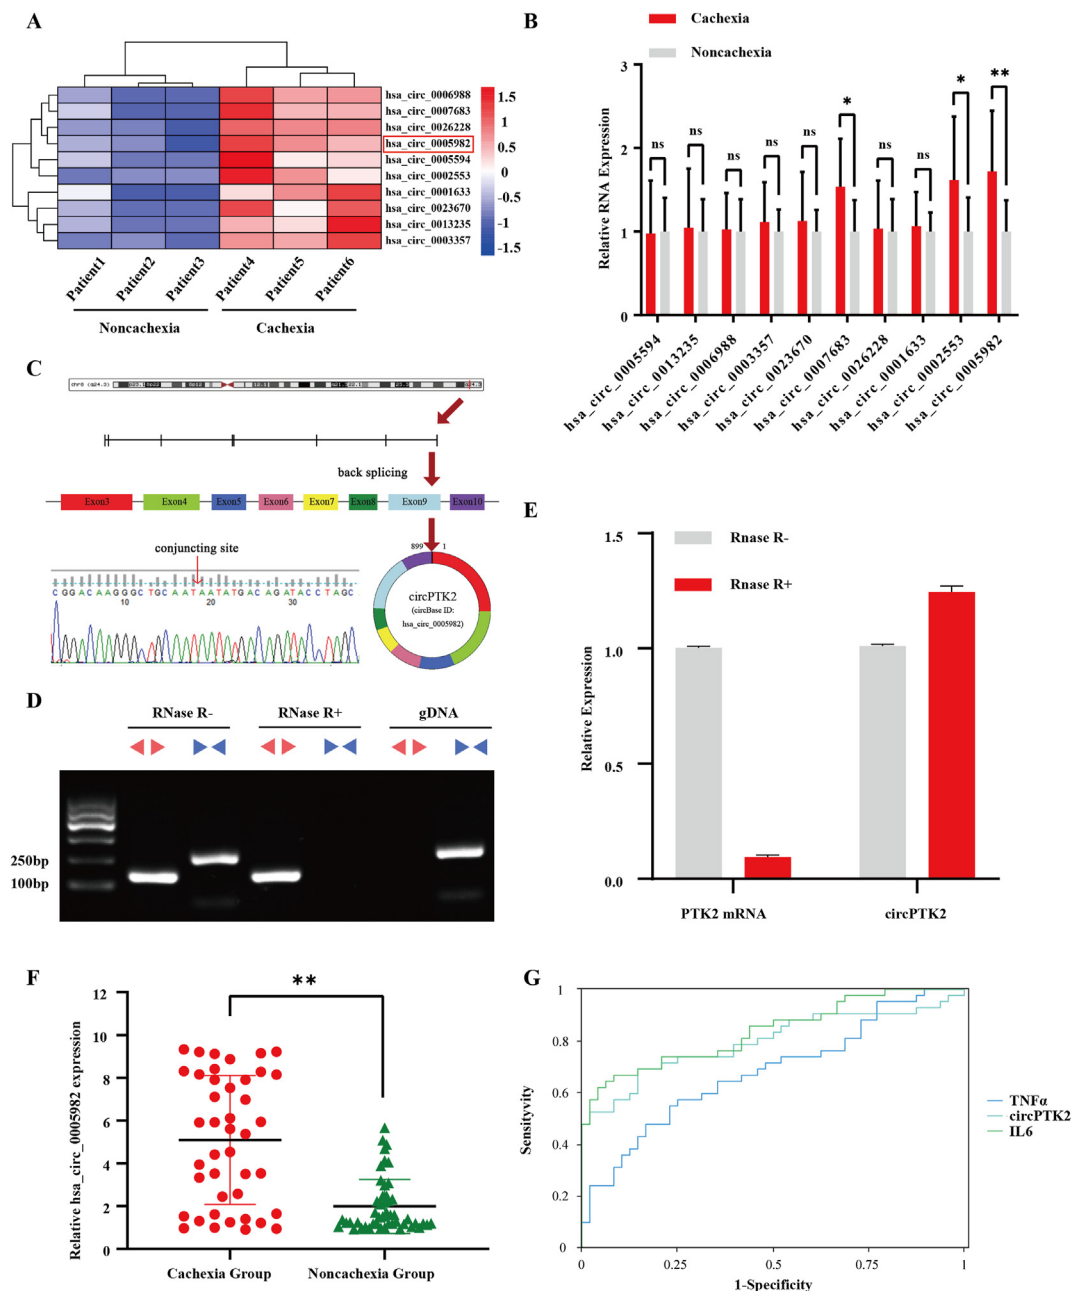 A
hsa_circ_0006988
hsa_circ_0007683
hsa_circ_0026228
hsa_circ_0005982
hsa_circ_0005594
hsa_circ_0002553
hsa_circ_0001633
hsa_circ_0023670
hsa_circ_0013235
hsa_circ_0003357
1.5
1
0.5
0
-0.5
-1
-1.5
Patient1
Patient2
Patient3
Patient4
Patient5
Patient6
Noncachexia
Cachexia
B
Cachexia
Noncachexia
Relative RNA Expression
3
2
1
0
ns
ns
ns
ns
ns
*
ns
ns
*
**
hsa_circ_0005594
hsa_circ_0013235
hsa_circ_0006988
hsa_circ_0003357
hsa_circ_0023670
hsa_circ_0007683
hsa_circ_0026228
hsa_circ_0001633
hsa_circ_0002553
hsa_circ_0005982
C
chr8 (q24.3)
back splicing
Exon3 Exon4 Exon5 Exon6 Exon7 Exon8 Exon9 Exon10
conjuncting site
CGGACAAGGGCTGCAATAATATGACAGATACCTAGC
10 20 30
899 1
circPTK2
(circBase ID:
hsa_circ_0005982)
D
RNase R- RNase R+ gDNA
250bp
100bp
E
Rnase R-
Rnase R+
Relative Expression
1.5
1.0
0.5
0.0
PTK2 mRNA circPTK2
F
**
Relative hsa_circ_0005982 expression
12
10
8
6
4
2
0
Cachexia Group Noncachexia Group
G
Sensityvity
1
0.8
0.6
0.4
0.2
0
0 0.25 0.5 0.75 1
1-Specificity
TNFα
circPTK2
IL6